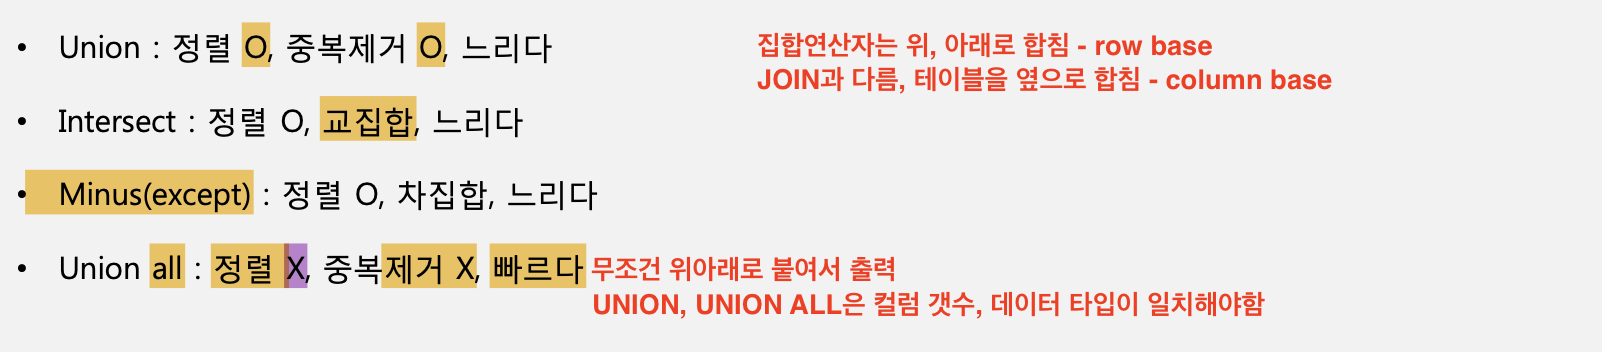 • Union : 정렬 O, 중복제거 O, 느리다
집합연산자는 위, 아래로 합침 - row base
JOIN과 다름, 테이블을 옆으로 합침 - column base
• Intersect : 정렬 O, 교집합, 느리다
• Minus(except) : 정렬 O, 차집합, 느리다
• Union all : 정렬 X, 중복제거 X, 빠르다 무조건 위아래로 붙여서 출력
UNION, UNION ALL은 컬럼 갯수, 데이터 타입이 일치해야함